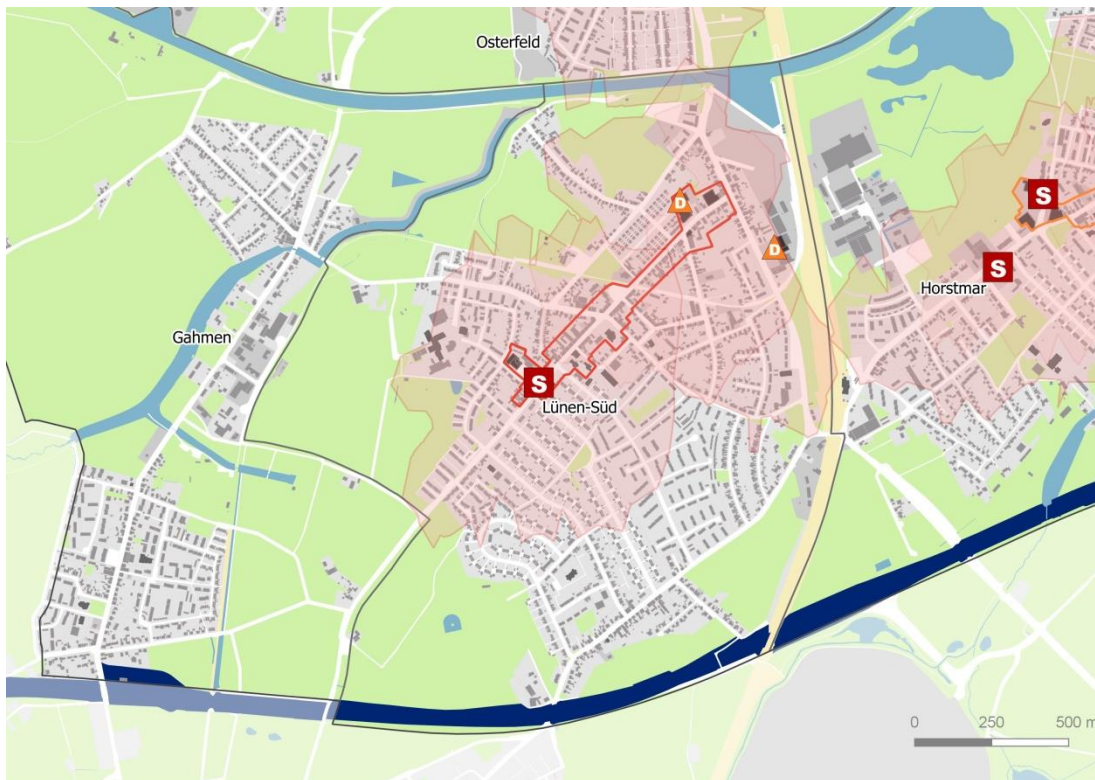 Osterfeld
D
S
D
S
Horstmar
Gahmen
S
Lünen-Süd
0 250 500 m